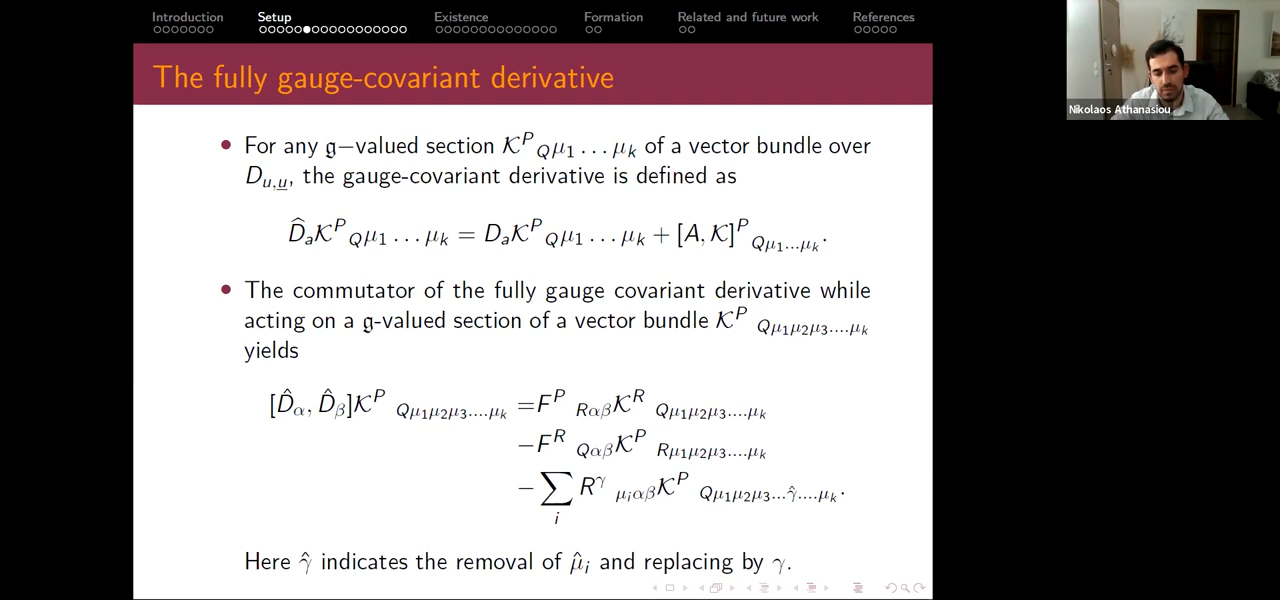 Introduction Setup Existence Formation Related and future work References
The fully gauge-covariant derivative
• For any 𝔤−valued section 𝒦^P_{Qμ₁…μₖ} of a vector bundle over
D_{u,u̲}, the gauge-covariant derivative is defined as
D̂ₐ𝒦^P_{Qμ₁…μₖ} = Dₐ𝒦^P_{Qμ₁…μₖ} + [A, 𝒦]^P_{Qμ₁…μₖ}.
• The commutator of the fully gauge covariant derivative while
acting on a 𝔤-valued section of a vector bundle 𝒦^P_{Qμ₁μ₂μ₃....μₖ}
yields
[D̂_α, D̂_β]𝒦^P_{Qμ₁μ₂μ₃....μₖ} =F^P_{Rαβ}𝒦^R_{Qμ₁μ₂μ₃....μₖ}
−F^R_{Qαβ}𝒦^P_{Rμ₁μ₂μ₃....μₖ}
−∑_i R^γ_{μᵢαβ}𝒦^P_{Qμ₁μ₂μ₃...γ̂....μₖ}.
Here γ̂ indicates the removal of μ̂ᵢ and replacing by γ.
Nikolaos Athanasiou